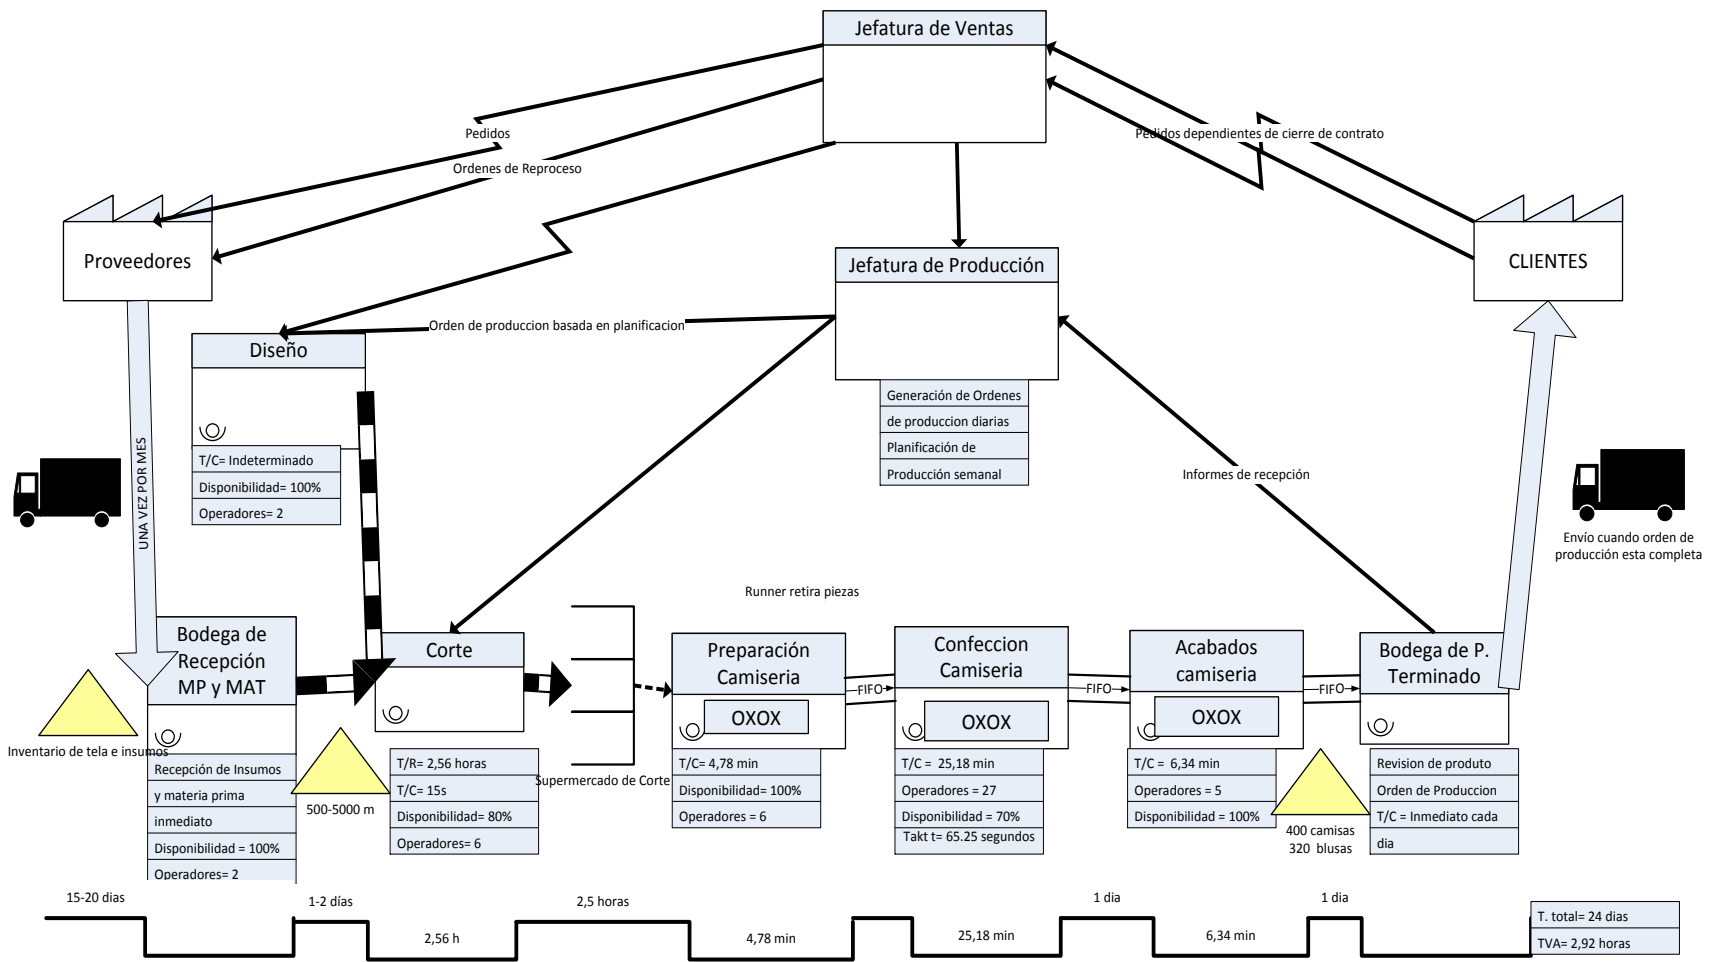 Jefatura de Ventas
Pedidos
Ordenes de Reproceso
Pedidos dependientes de cierre de contrato
Proveedores
CLIENTES
Jefatura de Producción
Generación de Ordenes
de produccion diarias
Planificación de
Producción semanal
Orden de produccion basada en planificacion
Diseño
T/C= Indeterminado
Disponibilidad= 100%
Operadores= 2
UNA VEZ POR MES
Informes de recepción
Envío cuando orden de
producción esta completa
Runner retira piezas
Bodega de
Recepción
MP y MAT
Recepción de Insumos
y materia prima
inmediato
Disponibilidad = 100%
Operadores= 2
Inventario de tela e insumos
500-5000 m
Corte
T/R= 2,56 horas
T/C= 15s
Disponibilidad= 80%
Operadores= 6
Supermercado de Corte
Preparación
Camiseria
OXOX
T/C= 4,78 min
Disponibilidad= 100%
Operadores = 6
FIFO
Confeccion
Camiseria
OXOX
T/C = 25,18 min
Operadores = 27
Disponibilidad = 70%
Takt t= 65.25 segundos
FIFO
Acabados
camiseria
OXOX
T/C = 6,34 min
Operadores = 5
Disponibilidad = 100%
FIFO
400 camisas
320 blusas
Bodega de P.
Terminado
Revision de produto
Orden de Produccion
T/C = Inmediato cada
dia
15-20 dias
1-2 días
2,56 h
2,5 horas
4,78 min
25,18 min
1 dia
6,34 min
1 dia
T. total= 24 dias
TVA= 2,92 horas